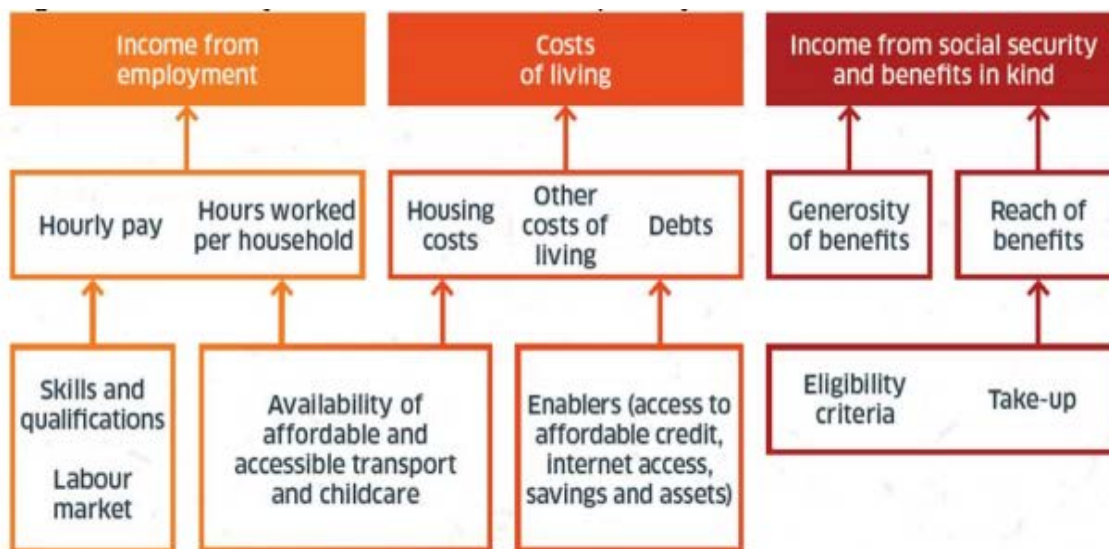 Income from
employment
Costs
of living
Income from social security
and benefits in kind
Hourly pay
Hours worked
per household
Housing
costs
Other
costs of
living
Debts
Generosity
of benefits
Reach of
benefits
Skills and
qualifications
Labour
market
Availability of
affordable and
accessible transport
and childcare
Enablers (access to
affordable credit,
internet access,
savings and assets)
Eligibility
criteria
Take-up